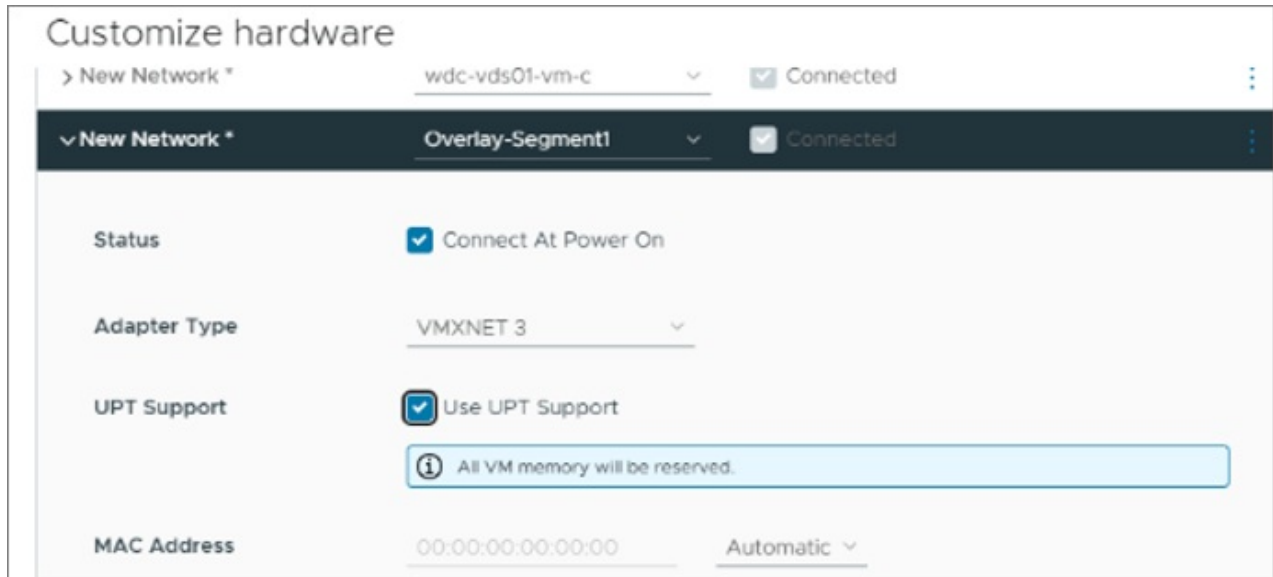 Customize hardware
> New Network * wdc-vds01-vm-c Connected
New Network * Overlay-Segment1 Connected
Status Connect At Power On
Adapter Type VMXNET 3
UPT Support Use UPT Support
All VM memory will be reserved.
MAC Address 00:00:00:00:00:00 Automatic